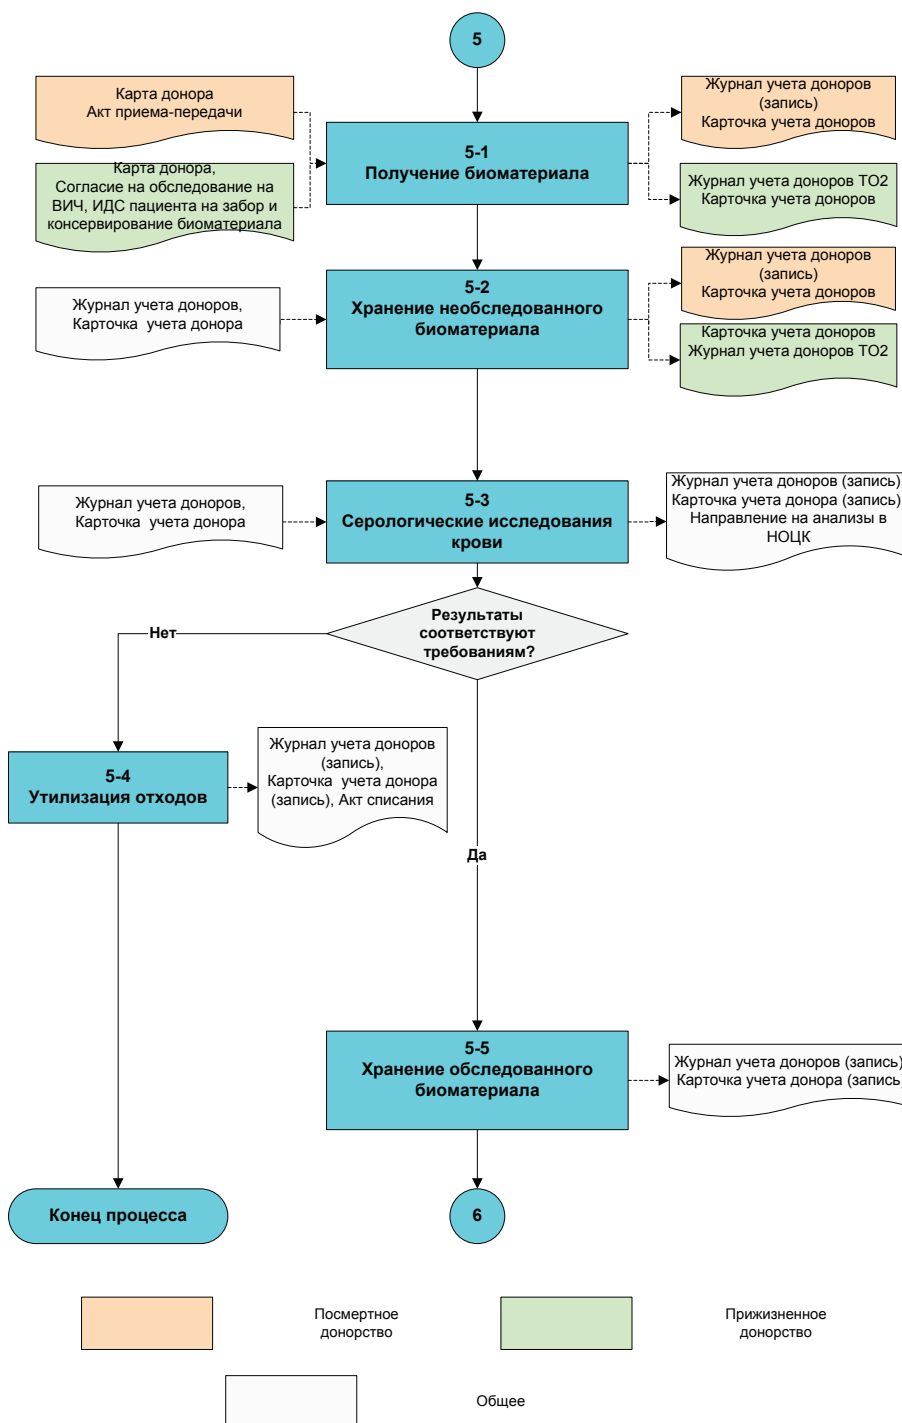 5
Карта донора
Акт приема-передачи
Журнал учета доноров
(запись)
Карточка учета доноров
5-1
Получение биоматериала
Карта донора,
Согласие на обследование на
ВИЧ, ИДС пациента на забор и
консервирование биоматериала
Журнал учета доноров ТО2
Карточка учета доноров
Журнал учета доноров
(запись)
Карточка учета доноров
5-2
Хранение необследованного
биоматериала
Журнал учета доноров,
Карточка учета донора
Карточка учета доноров
Журнал учета доноров ТО2
Журнал учета доноров,
Карточка учета донора
5-3
Серологические исследования
крови
Журнал учета доноров (запись)
Карточка учета донора (запись)
Направление на анализы в
НОЦК
Результаты
соответствуют
требованиям?
Нет
5-4
Утилизация отходов
Журнал учета доноров
(запись),
Карточка учета донора
(запись), Акт списания
Да
5-5
Хранение обследованного
биоматериала
Журнал учета доноров (запись)
Карточка учета донора (запись
Конец процесса
6
Посмертное
донорство
Прижизненное
донорство
Общее